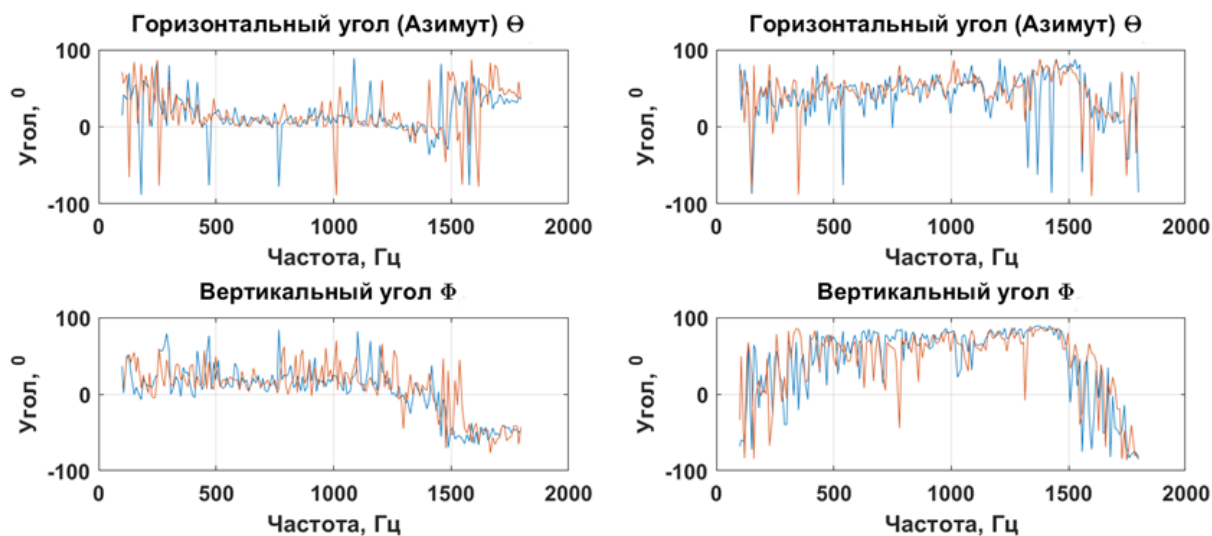 Горизонтальный угол (Азимут) Θ
Угол, 0
100
0
-100
0 500 1000 1500 2000
Частота, Гц
Горизонтальный угол (Азимут) Θ
Угол, 0
100
0
-100
0 500 1000 1500 2000
Частота, Гц
Вертикальный угол Φ
Угол, 0
100
0
-100
0 500 1000 1500 2000
Частота, Гц
Вертикальный угол Φ
Угол, 0
100
0
-100
0 500 1000 1500 2000
Частота, Гц